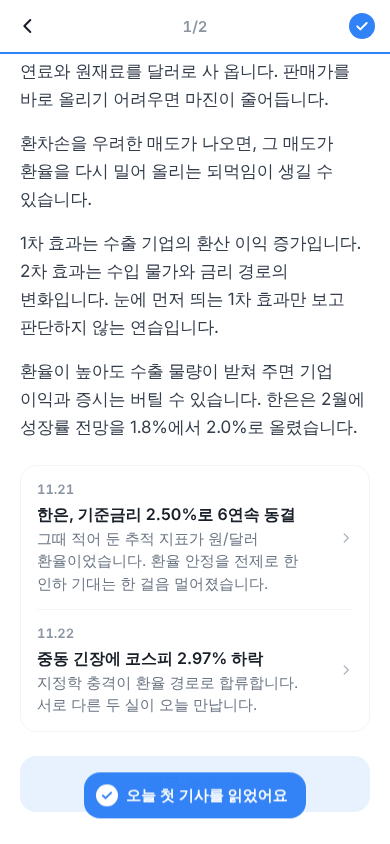 1/2
연료와 원재료를 달러로 사 옵니다. 판매가를
바로 올리기 어려우면 마진이 줄어듭니다.
환차손을 우려한 매도가 나오면, 그 매도가
환율을 다시 밀어 올리는 되먹임이 생길 수
있습니다.
1차 효과는 수출 기업의 환산 이익 증가입니다.
2차 효과는 수입 물가와 금리 경로의
변화입니다. 눈에 먼저 띄는 1차 효과만 보고
판단하지 않는 연습입니다.
환율이 높아도 수출 물량이 받쳐 주면 기업
이익과 증시는 버틸 수 있습니다. 한은은 2월에
성장률 전망을 1.8%에서 2.0%로 올렸습니다.
11.21
한은, 기준금리 2.50%로 6연속 동결
그때 적어 둔 추적 지표가 원/달러
환율이었습니다. 환율 안정을 전제로 한
인하 기대는 한 걸음 멀어졌습니다.
11.22
중동 긴장에 코스피 2.97% 하락
지정학 충격이 환율 경로로 합류합니다.
서로 다른 두 실이 오늘 만납니다.
오늘 첫 기사를 읽었어요